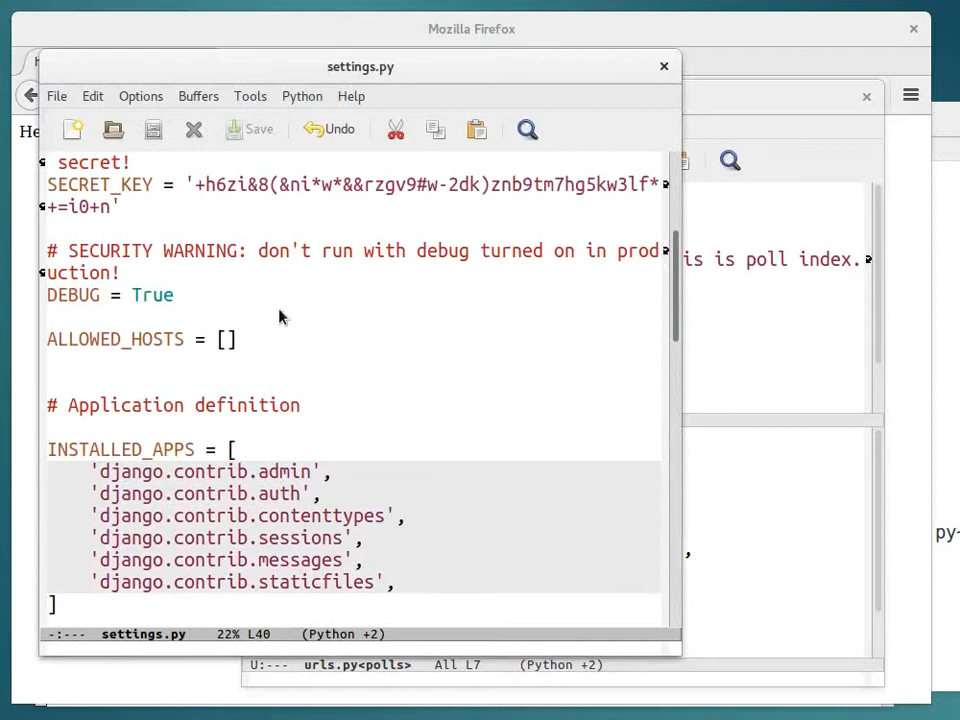 Mozilla Firefox
settings.py
File Edit Options Buffers Tools Python Help
Save Undo
He
secret!
SECRET_KEY = '+h6zi&8(&ni*w*&&rzgv9#w-2dk)znb9tm7hg5kw3lf*
+=i0+n'
# SECURITY WARNING: don't run with debug turned on in prod
uction!
DEBUG = True
ALLOWED_HOSTS = []
# Application definition
INSTALLED_APPS = [
'django.contrib.admin',
'django.contrib.auth',
'django.contrib.contenttypes',
'django.contrib.sessions',
'django.contrib.messages',
'django.contrib.staticfiles',
]
-:--- settings.py 22% L40 (Python +2)
is is poll index.
,
py
U:--- urls.py<polls> All L7 (Python +2)